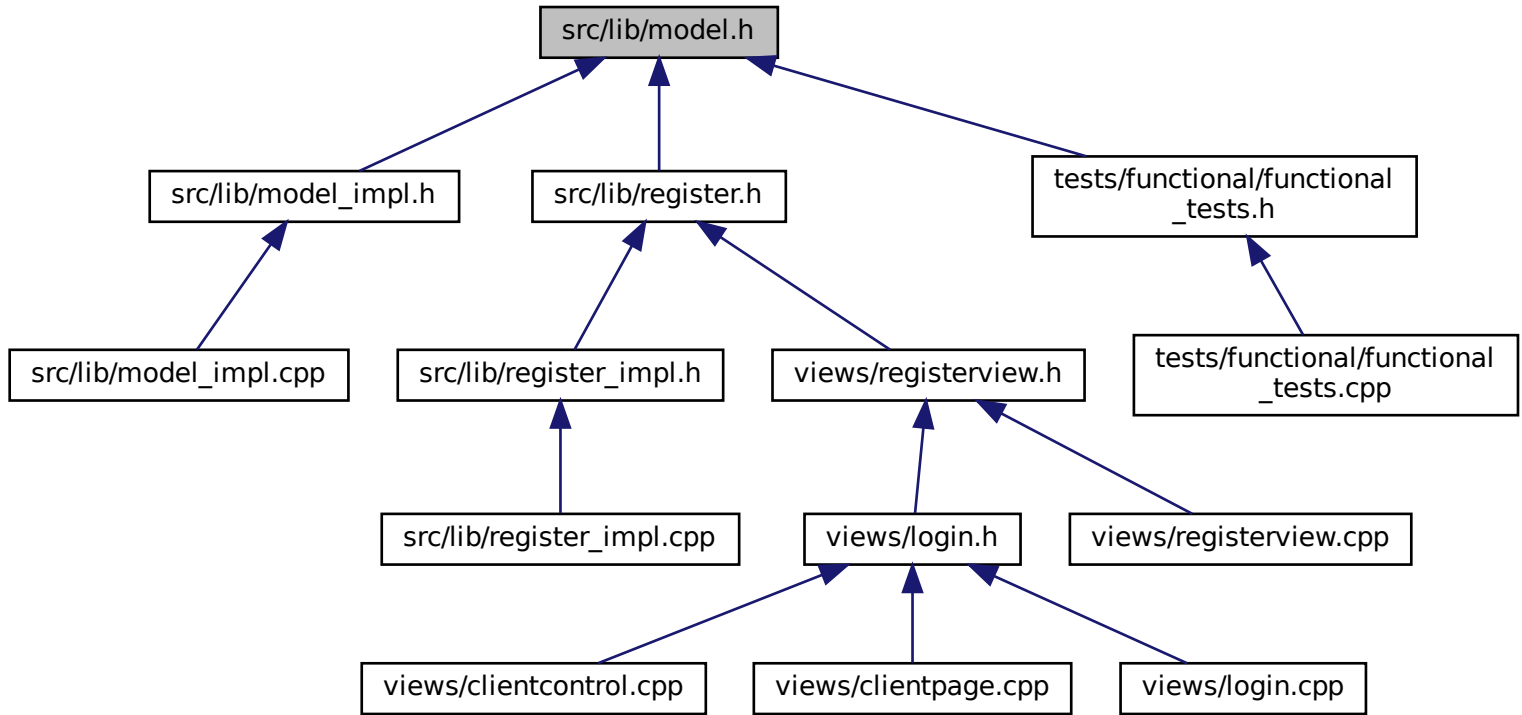 src/lib/model.h
src/lib/model_impl.h
src/lib/register.h
tests/functional/functional
_tests.h
src/lib/model_impl.cpp
src/lib/register_impl.h
views/registerview.h
tests/functional/functional
_tests.cpp
src/lib/register_impl.cpp
views/login.h
views/registerview.cpp
views/clientcontrol.cpp
views/clientpage.cpp
views/login.cpp